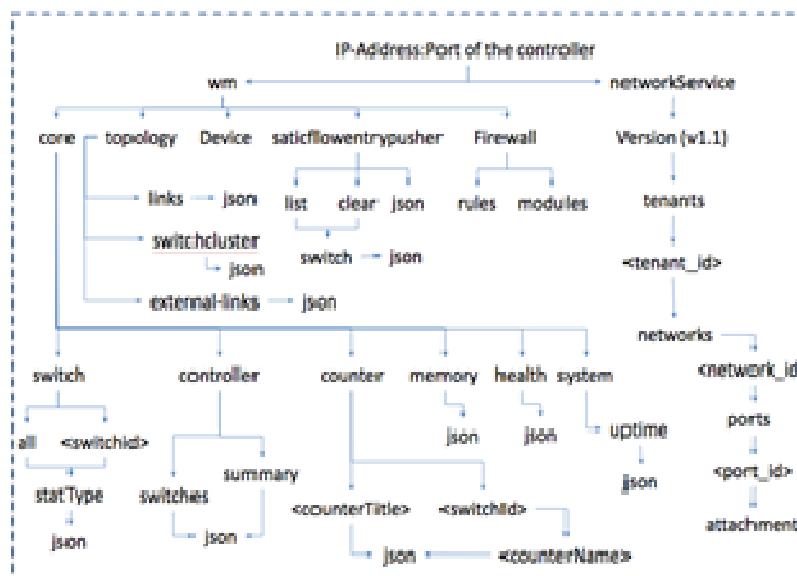 IP-Address:Port of the controller
wm networkService
core topology Device saticflowentrypusher Firewall Version (v1.1)
links json list clear json rules modules tenants
switchcluster switch json
json <tenant_id>
external-links json
networks
switch controller counter memory health system <network_id
all <switchid> json json uptime ports
statType switches summary json <port_id>
json json <counterTitle> <switchId> attachment
json <counterName>